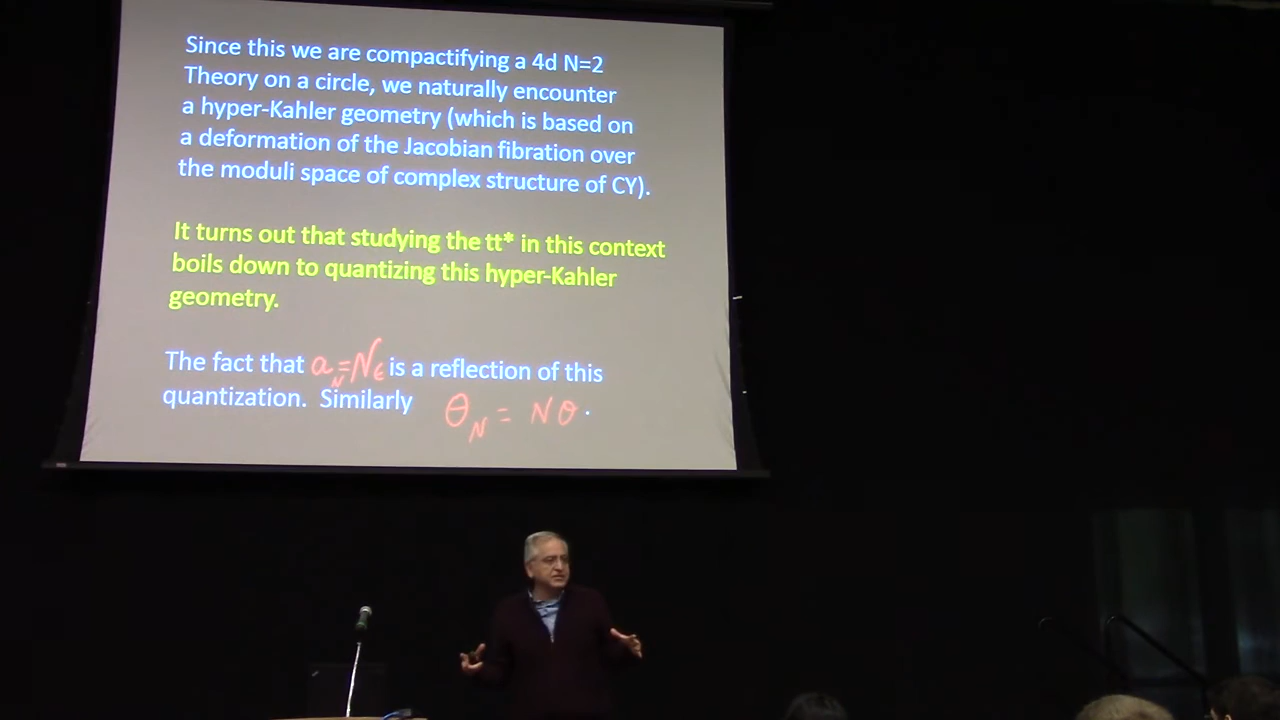 Since this we are compactifying a 4d N=2
Theory on a circle, we naturally encounter
a hyper-Kahler geometry (which is based on
a deformation of the Jacobian fibration over
the moduli space of complex structure of CY).
It turns out that studying the tt* in this context
boils down to quantizing this hyper-Kahler
geometry.
The fact that a_N = Nϵ is a reflection of this
quantization. Similarly θ_N = Nθ.